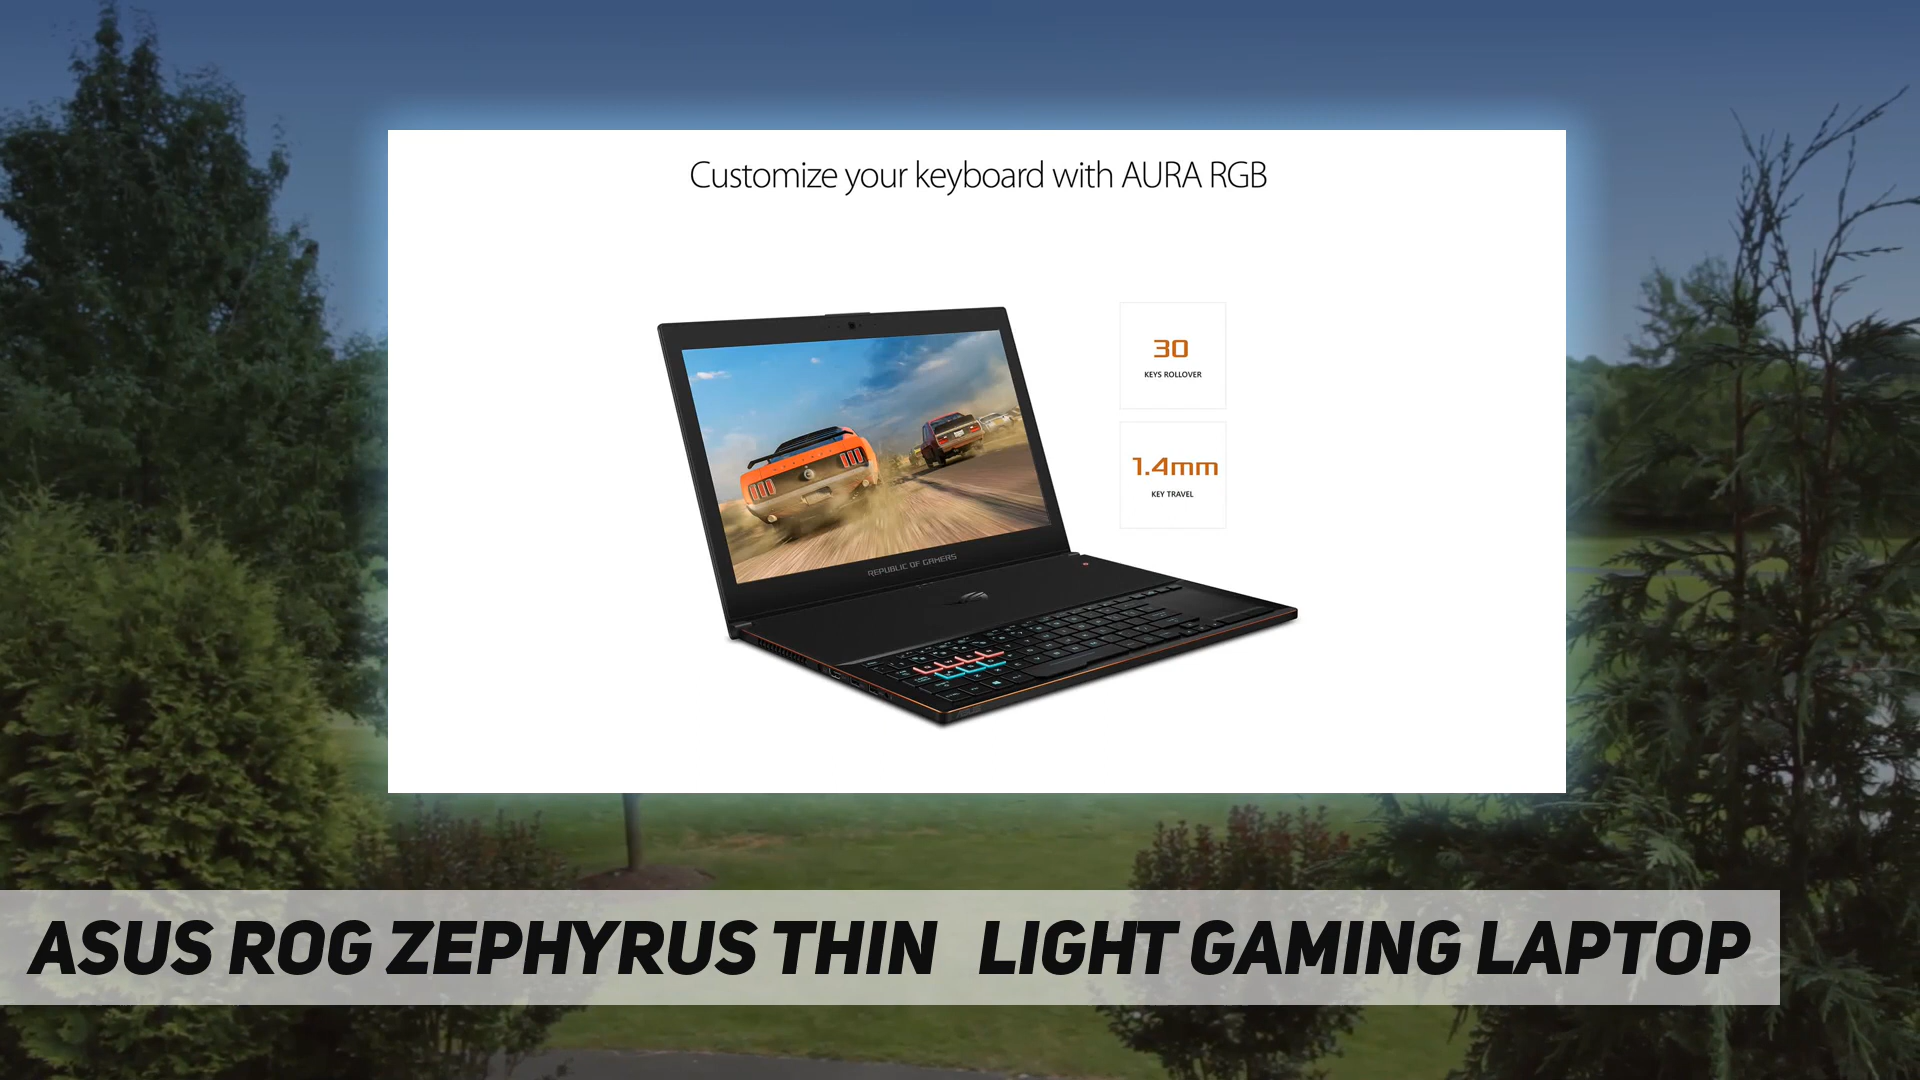 Customize your keyboard with AURA RGB
30
KEYS ROLLOVER
1.4mm
KEY TRAVEL
REPUBLIC OF GAMERS
ASUS ROG ZEPHYRUS THIN LIGHT GAMING LAPTOP